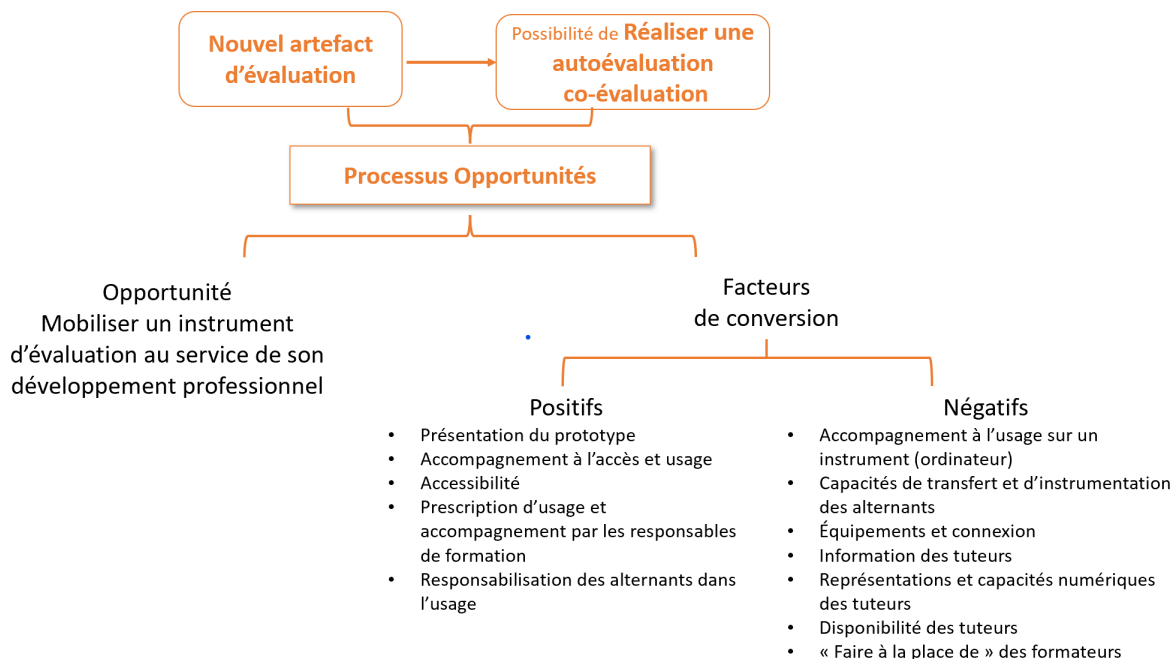 Nouvel artefact
d’évaluation
Possibilité de Réaliser une
autoévaluation
co-évaluation
Processus Opportunités
Opportunité
Mobiliser un instrument
d’évaluation au service de son
développement professionnel
Facteurs
de conversion
Positifs
• Présentation du prototype
• Accompagnement à l’accès et usage
• Accessibilité
• Prescription d’usage et
accompagnement par les responsables
de formation
• Responsabilisation des alternants dans
l’usage
Négatifs
• Accompagnement à l’usage sur un
instrument (ordinateur)
• Capacités de transfert et d’instrumentation
des alternants
• Équipements et connexion
• Information des tuteurs
• Représentations et capacités numériques
des tuteurs
• Disponibilité des tuteurs
• « Faire à la place de » des formateurs